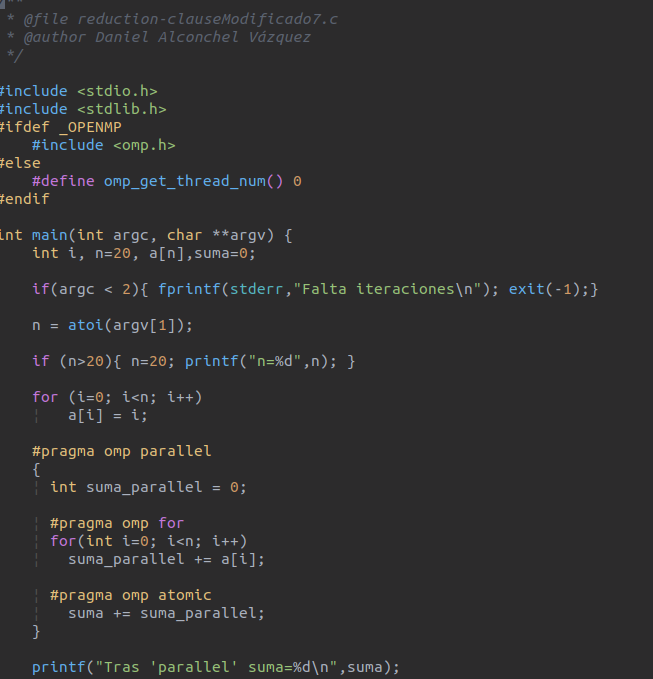 /**
 * @file reduction-clauseModificado7.c
 * @author Daniel Alconchel Vázquez
 */

#include <stdio.h>
#include <stdlib.h>
#ifdef _OPENMP
    #include <omp.h>
#else
    #define omp_get_thread_num() 0
#endif

int main(int argc, char **argv) {
    int i, n=20, a[n],suma=0;

    if(argc < 2){ fprintf(stderr,"Falta iteraciones\n"); exit(-1);}

    n = atoi(argv[1]);

    if (n>20){ n=20; printf("n=%d",n); }

    for (i=0; i<n; i++)
        a[i] = i;

    #pragma omp parallel
    {
      int suma_parallel = 0;

      #pragma omp for
      for(int i=0; i<n; i++)
        suma_parallel += a[i];

      #pragma omp atomic
        suma += suma_parallel;
    }

    printf("Tras 'parallel' suma=%d\n",suma);